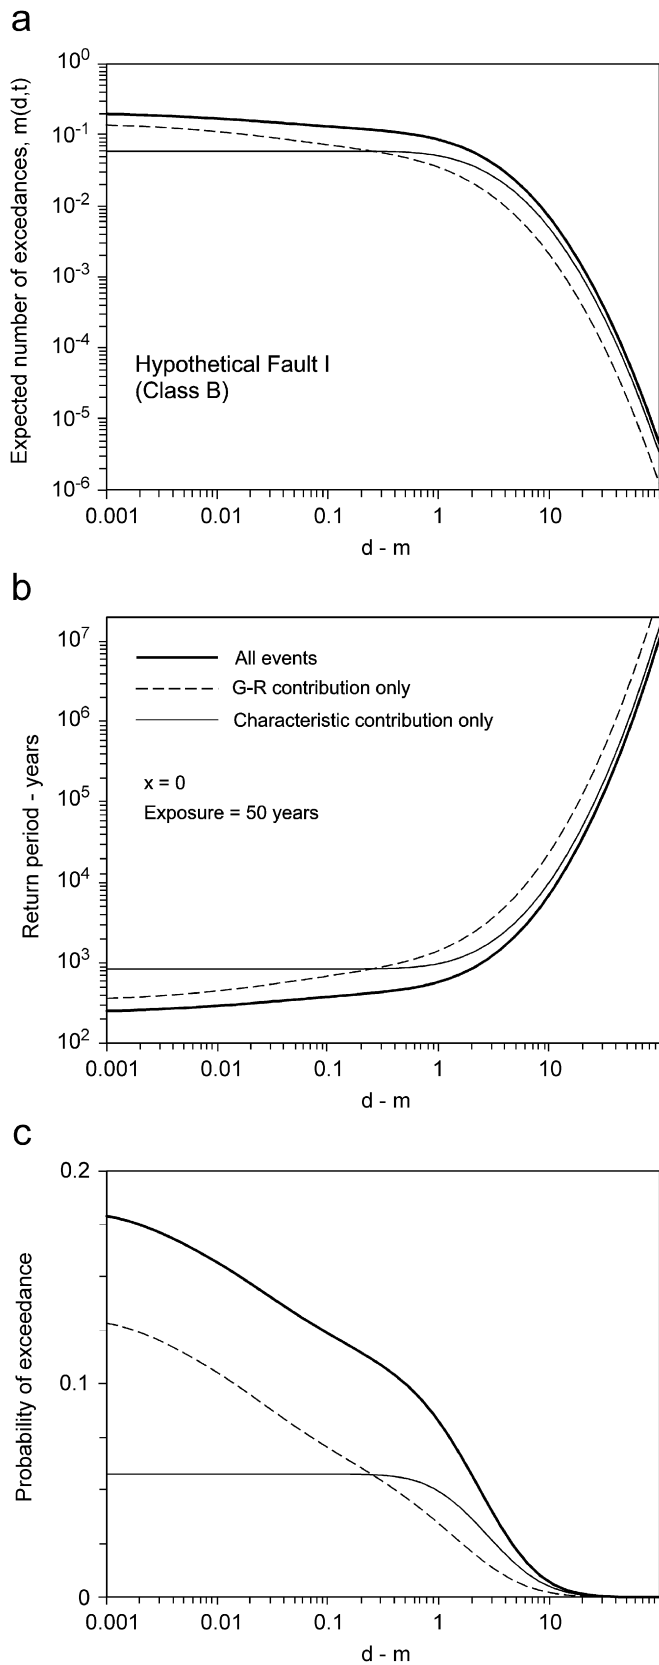 a
Expected number of excedances, m(d,t)
10^0
10^-1
10^-2
10^-3
10^-4
10^-5
10^-6
Hypothetical Fault I
(Class B)
0.001 0.01 0.1 1 10
d - m
b
Return period - years
10^7
10^6
10^5
10^4
10^3
10^2
All events
G-R contribution only
Characteristic contribution only
x = 0
Exposure = 50 years
0.001 0.01 0.1 1 10
d - m
c
Probability of exceedance
0.2
0.1
0
0.001 0.01 0.1 1 10
d - m